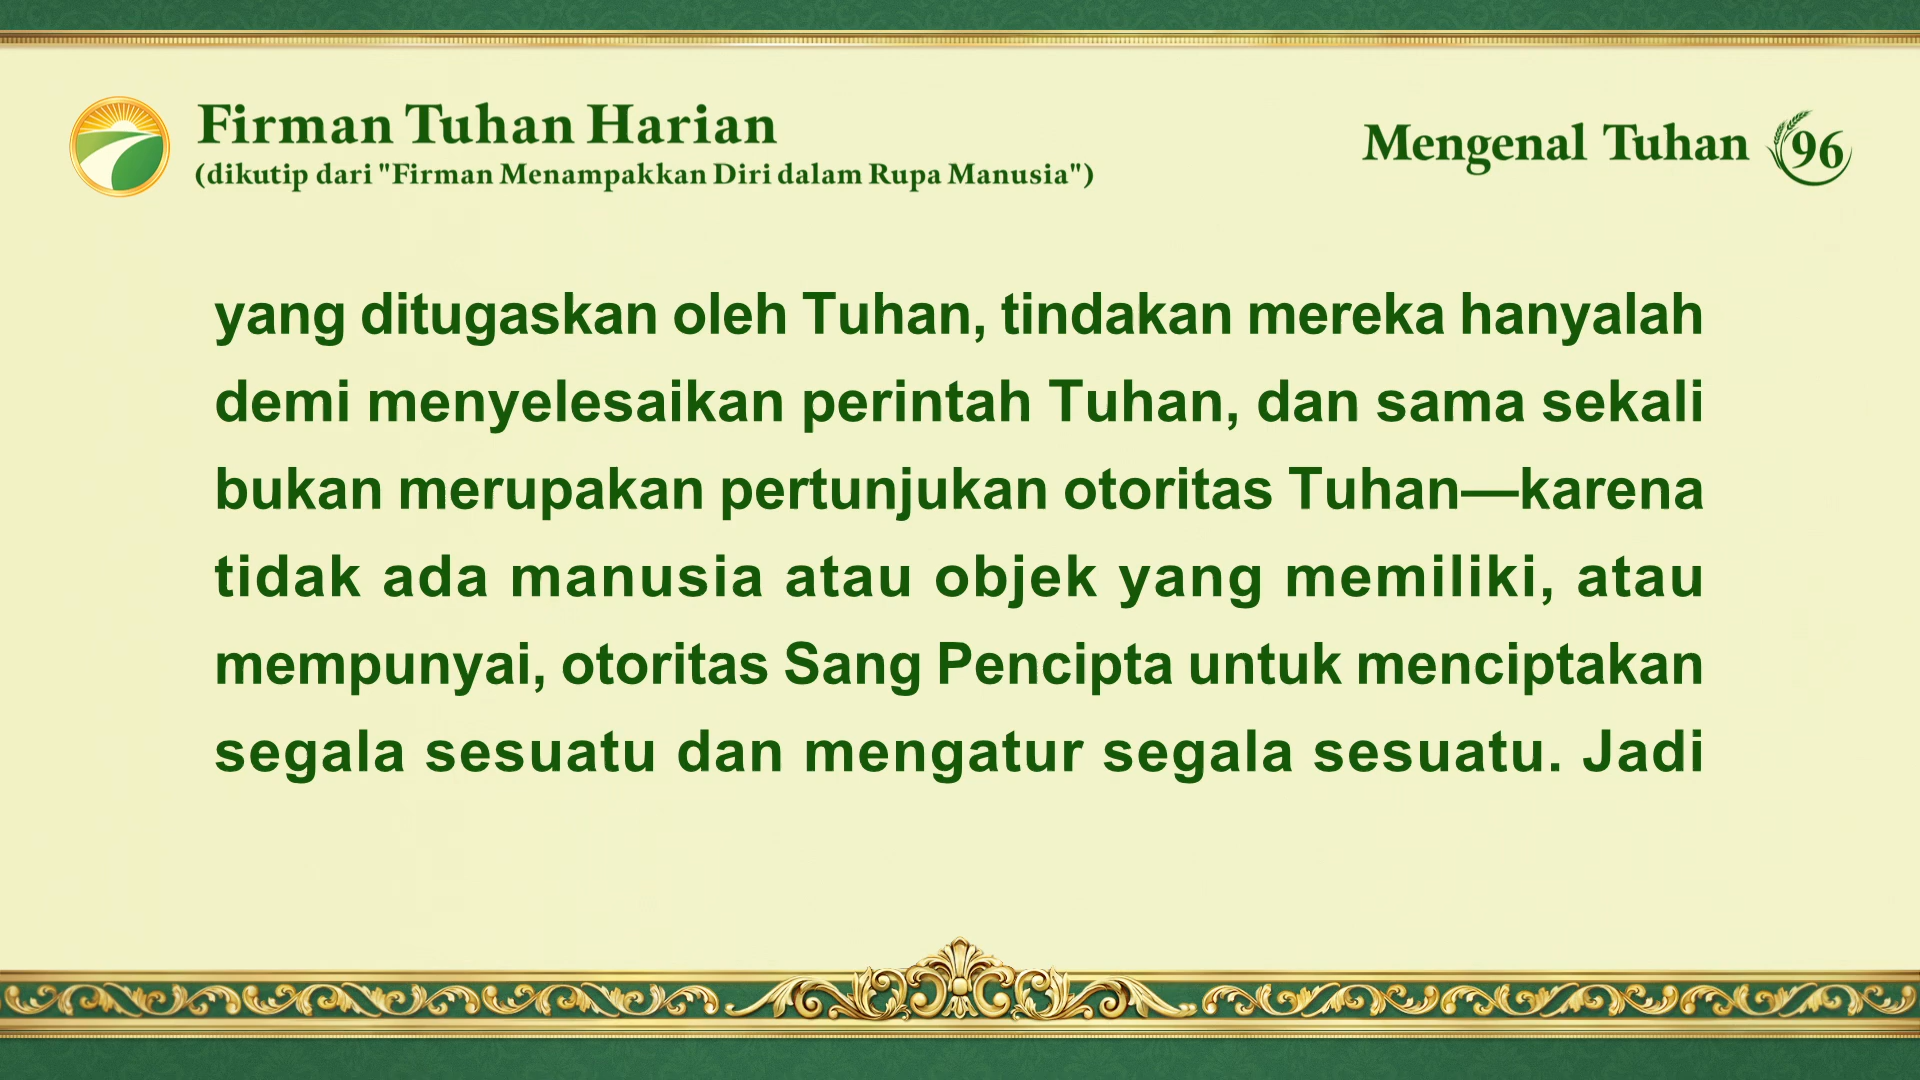 Firman Tuhan Harian
(dikutip dari "Firman Menampakkan Diri dalam Rupa Manusia")
Mengenal Tuhan 96
yang ditugaskan oleh Tuhan, tindakan mereka hanyalah
demi menyelesaikan perintah Tuhan, dan sama sekali
bukan merupakan pertunjukan otoritas Tuhan—karena
tidak ada manusia atau objek yang memiliki, atau
mempunyai, otoritas Sang Pencipta untuk menciptakan
segala sesuatu dan mengatur segala sesuatu. Jadi